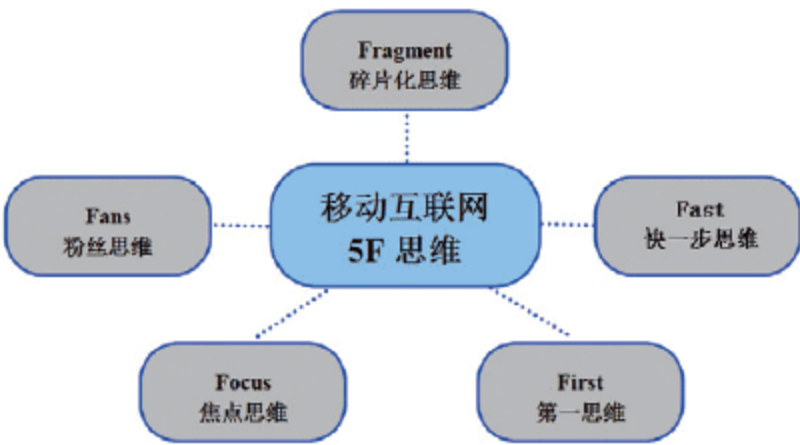 Fragment
碎片化思维
移动互联网
5F 思维
Fans
粉丝思维
Fast
快一步思维
Focus
焦点思维
First
第一思维